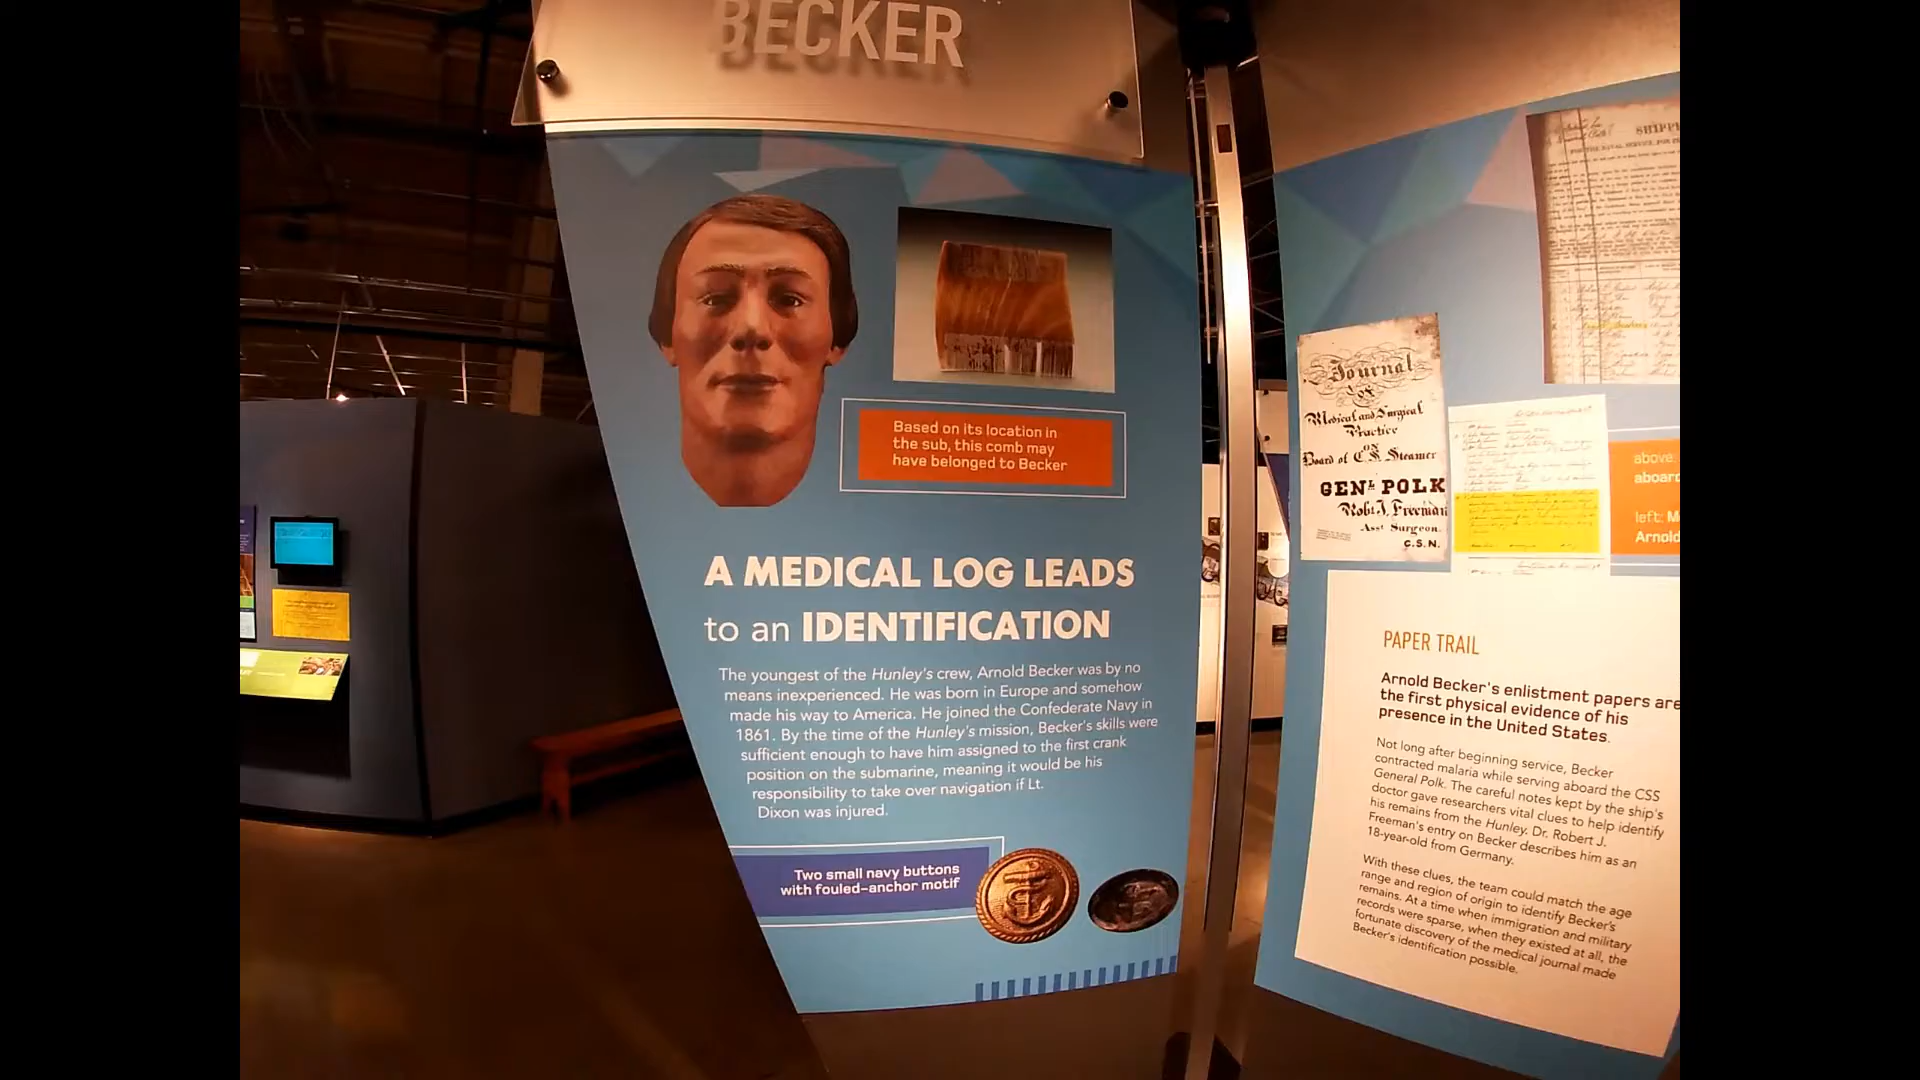 BECKER
Based on its location in
the sub, this comb may
have belonged to Becker
A MEDICAL LOG LEADS
to an IDENTIFICATION
The youngest of the Hunley's crew, Arnold Becker was by no
means inexperienced. He was born in Europe and somehow
made his way to America. He joined the Confederate Navy in
1861. By the time of the Hunley's mission, Becker's skills were
sufficient enough to have him assigned to the first crank
position on the submarine, meaning it would be his
responsibility to take over navigation if Lt.
Dixon was injured.
Two small navy buttons
with fouled-anchor motif
Journal
Medical and Surgical
Practice
ON
Board of C.S. Steamer
GENL POLK
Robt. J. Freeman
Asst Surgeon.
C.S.N.
above:
aboard
left:
Arnold
PAPER TRAIL
Arnold Becker's enlistment papers are
the first physical evidence of his
presence in the United States.
Not long after beginning service, Becker
contracted malaria while serving aboard the CSS
General Polk. The careful notes kept by the ship's
doctor gave researchers vital clues to help identify
his remains from the Hunley. Dr. Robert J.
Freeman's entry on Becker describes him as an
18-year-old from Germany.
With these clues, the team could match the age
range and region of origin to identify Becker's
remains. At a time when immigration and military
records were sparse, when they existed at all, the
fortunate discovery of the medical journal made
Becker's identification possible.